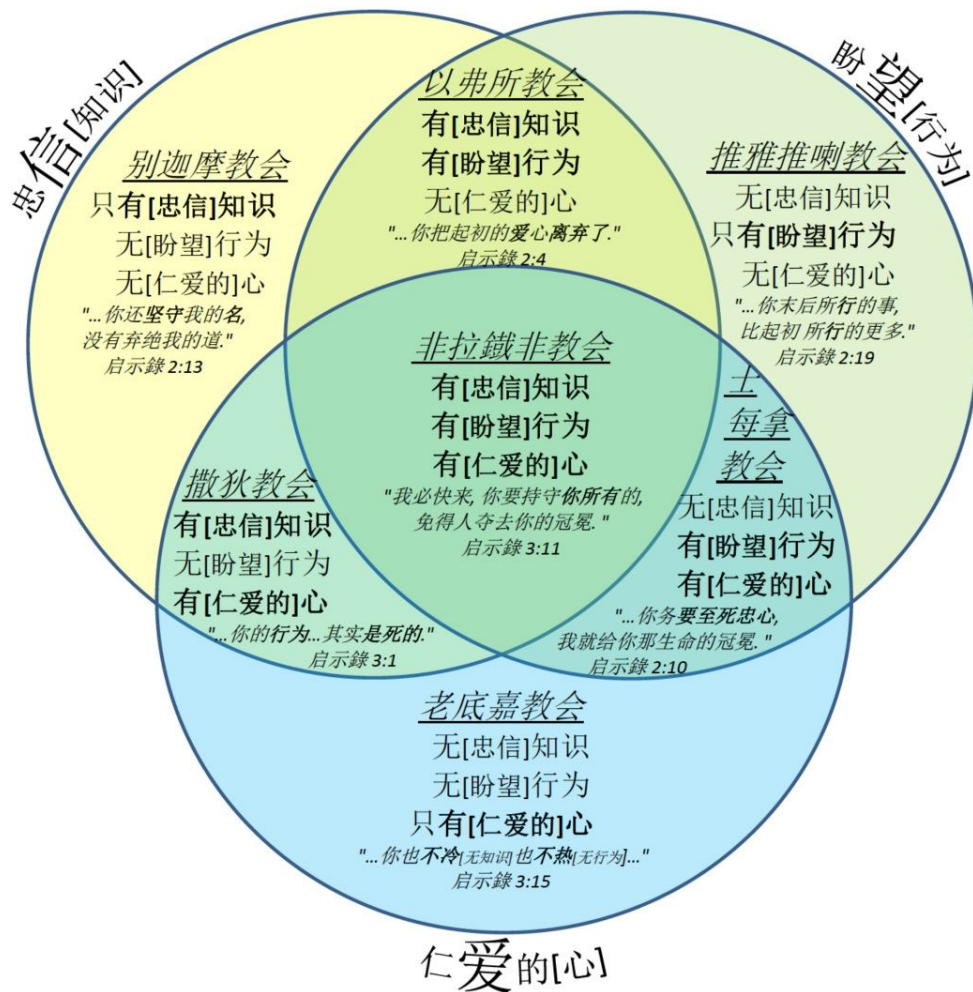 忠信[知识]
盼望[行为]
以弗所教会
有[忠信]知识
有[盼望]行为
无[仁爱的]心
"...你把起初的爱心离弃了."
启示錄 2:4
别迦摩教会
只有[忠信]知识
无[盼望]行为
无[仁爱的]心
"...你还坚守我的名,
没有弃绝我的道."
启示錄 2:13
推雅推喇教会
无[忠信]知识
只有[盼望]行为
无[仁爱的]心
"...你末后所行的事,
比起初 所行的更多."
启示錄 2:19
非拉鐡非教会
有[忠信]知识
有[盼望]行为
有[仁爱的]心
"我必快来, 你要持守你所有的,
免得人夺去你的冠冕. "
启示錄 3:11
撒狄教会
有[忠信]知识
无[盼望]行为
有[仁爱的]心
"...你的行为...其实是死的."
启示錄 3:1
士
每拿
教会
无[忠信]知识
有[盼望]行为
有[仁爱的]心
"...你务要至死忠心,
我就给你那生命的冠冕. "
启示錄 2:10
老底嘉教会
无[忠信]知识
无[盼望]行为
只有[仁爱的]心
"...你也不冷[无知识]也不热[无行为]..."
启示錄 3:15
仁爱的[心]